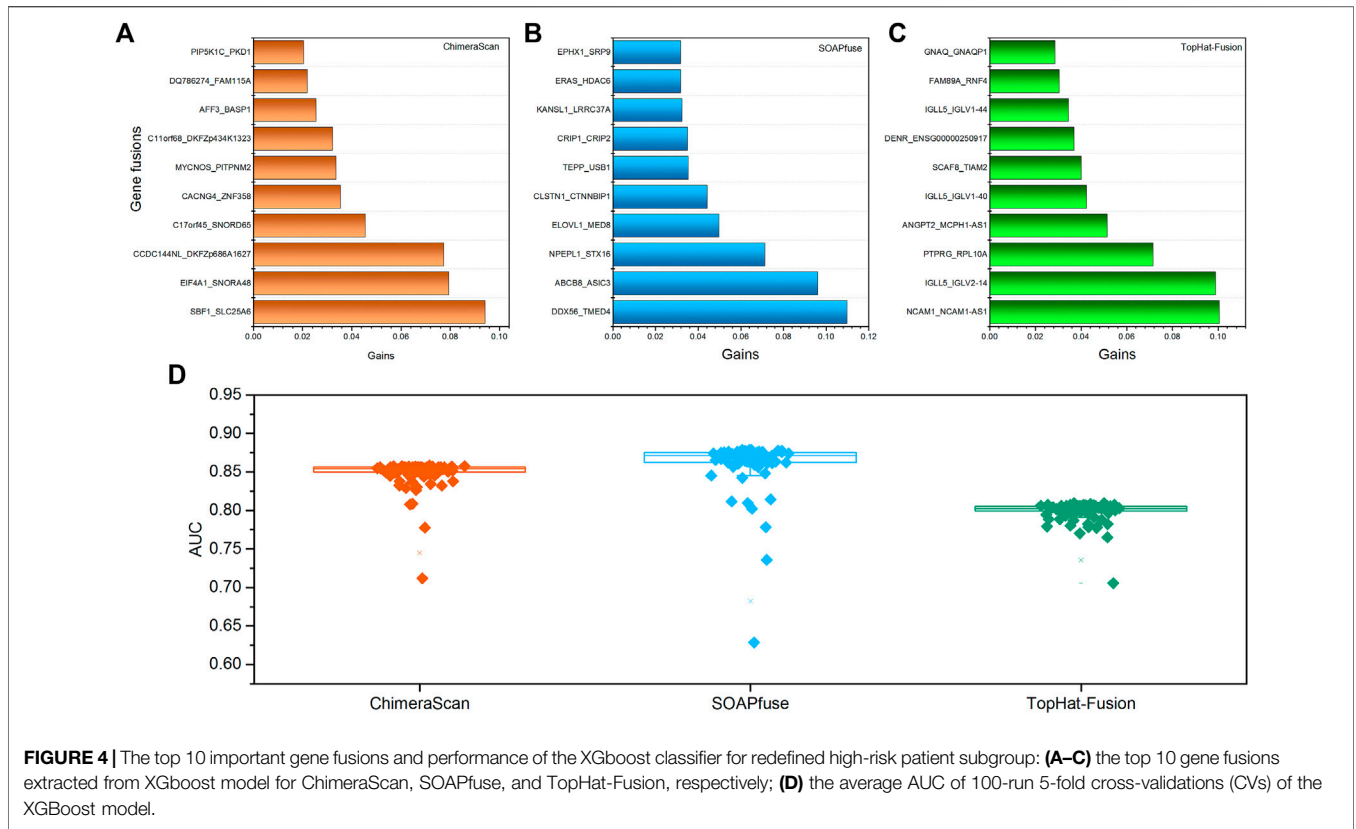 A
ChimeraScan
PIP5K1C_PKD1
DQ786274_FAM115A
AFF3_BASP1
C11orf68_DKFZp434K1323
MYCNOS_PITPNM2
CACNG4_ZNF358
C17orf45_SNORD65
CCDC144NL_DKFZp686A1627
EIF4A1_SNORA48
SBF1_SLC25A6
Gene fusions
0.00 0.02 0.04 0.06 0.08 0.10
Gains
B
SOAPfuse
EPHX1_SRP9
ERAS_HDAC6
KANSL1_LRRC37A
CRIP1_CRIP2
TEPP_USB1
CLSTN1_CTNNBIP1
ELOVL1_MED8
NPEPL1_STX16
ABCB8_ASIC3
DDX56_TMED4
0.00 0.02 0.04 0.06 0.08 0.10 0.12
Gains
C
TopHat-Fusion
GNAQ_GNAQP1
FAM89A_RNF4
IGLL5_IGLV1-44
DENR_ENSG00000250917
SCAF8_TIAM2
IGLL5_IGLV1-40
ANGPT2_MCPH1-AS1
PTPRG_RPL10A
IGLL5_IGLV2-14
NCAM1_NCAM1-AS1
0.00 0.02 0.04 0.06 0.08 0.10
Gains
D
0.95
0.90
0.85
0.80
0.75
0.70
0.65
0.60
AUC
ChimeraScan SOAPfuse TopHat-Fusion
FIGURE 4 | The top 10 important gene fusions and performance of the XGboost classifier for redefined high-risk patient subgroup: (A–C) the top 10 gene fusions
extracted from XGboost model for ChimeraScan, SOAPfuse, and TopHat-Fusion, respectively; (D) the average AUC of 100-run 5-fold cross-validations (CVs) of the
XGBoost model.